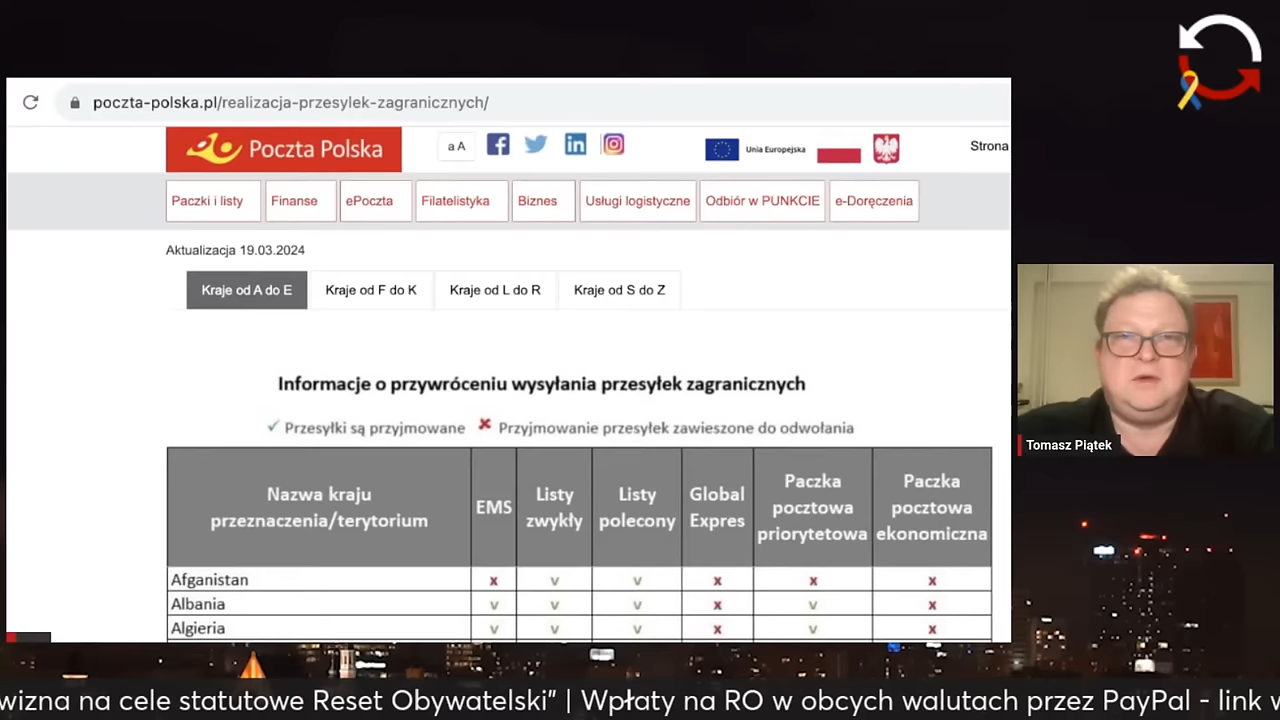 poczta-polska.pl/realizacja-przesylek-zagranicznych/
Poczta Polska
a A
Unia Europejska
Strona
Paczki i listy
Finanse
ePoczta
Filatelistyka
Biznes
Usługi logistyczne
Odbiór w PUNKCIE
e-Doręczenia
Aktualizacja 19.03.2024
Kraje od A do E
Kraje od F do K
Kraje od L do R
Kraje od S do Z
Informacje o przywróceniu wysyłania przesyłek zagranicznych
✓ Przesyłki są przyjmowane ✘ Przyjmowanie przesyłek zawieszone do odwołania
Nazwa kraju
przeznaczenia/terytorium
EMS
Listy
zwykły
Listy
polecony
Global
Expres
Paczka
pocztowa
priorytetowa
Paczka
pocztowa
ekonomiczna
Afganistan x v v x x x
Albania v v v x v x
Algieria v v v x v x
Tomasz Piątek
wizna na cele statutowe Reset Obywatelski” | Wpłaty na RO w obcych walutach przez PayPal - link w